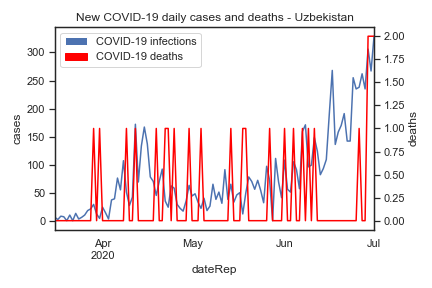 New COVID-19 daily cases and deaths - Uzbekistan
COVID-19 infections
COVID-19 deaths
300
250
200
150
100
50
0
cases
2.00
1.75
1.50
1.25
1.00
0.75
0.50
0.25
0.00
deaths
Apr
2020
May
Jun
Jul
dateRep